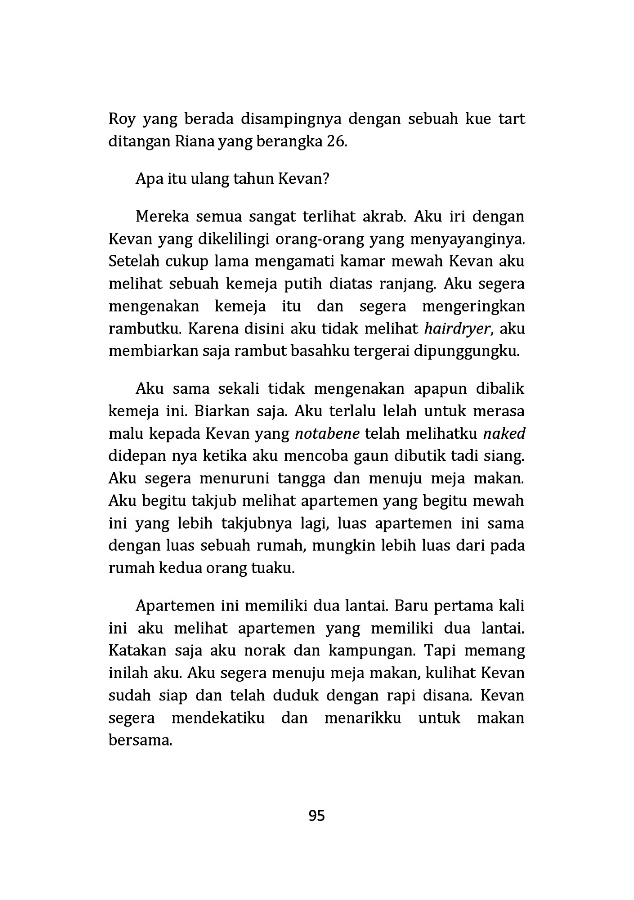 Roy yang berada disampingnya dengan sebuah kue tart
ditangan Riana yang berangka 26.
Apa itu ulang tahun Kevan?
Mereka semua sangat terlihat akrab. Aku iri dengan
Kevan yang dikelilingi orang-orang yang menyayanginya.
Setelah cukup lama mengamati kamar mewah Kevan aku
melihat sebuah kemeja putih diatas ranjang. Aku segera
mengenakan kemeja itu dan segera mengeringkan
rambutku. Karena disini aku tidak melihat hairdryer, aku
membiarkan saja rambut basahku tergerai dipunggungku.
Aku sama sekali tidak mengenakan apapun dibalik
kemeja ini. Biarkan saja. Aku terlalu lelah untuk merasa
malu kepada Kevan yang notabene telah melihatku naked
didepan nya ketika aku mencoba gaun dibutik tadi siang.
Aku segera menuruni tangga dan menuju meja makan.
Aku begitu takjub melihat apartemen yang begitu mewah
ini yang lebih takjubnya lagi, luas apartemen ini sama
dengan luas sebuah rumah, mungkin lebih luas dari pada
rumah kedua orang tuaku.
Apartemen ini memiliki dua lantai. Baru pertama kali
ini aku melihat apartemen yang memiliki dua lantai.
Katakan saja aku norak dan kampungan. Tapi memang
inilah aku. Aku segera menuju meja makan, kulihat Kevan
sudah siap dan telah duduk dengan rapi disana. Kevan
segera mendekatiku dan menarikku untuk makan
bersama.
95